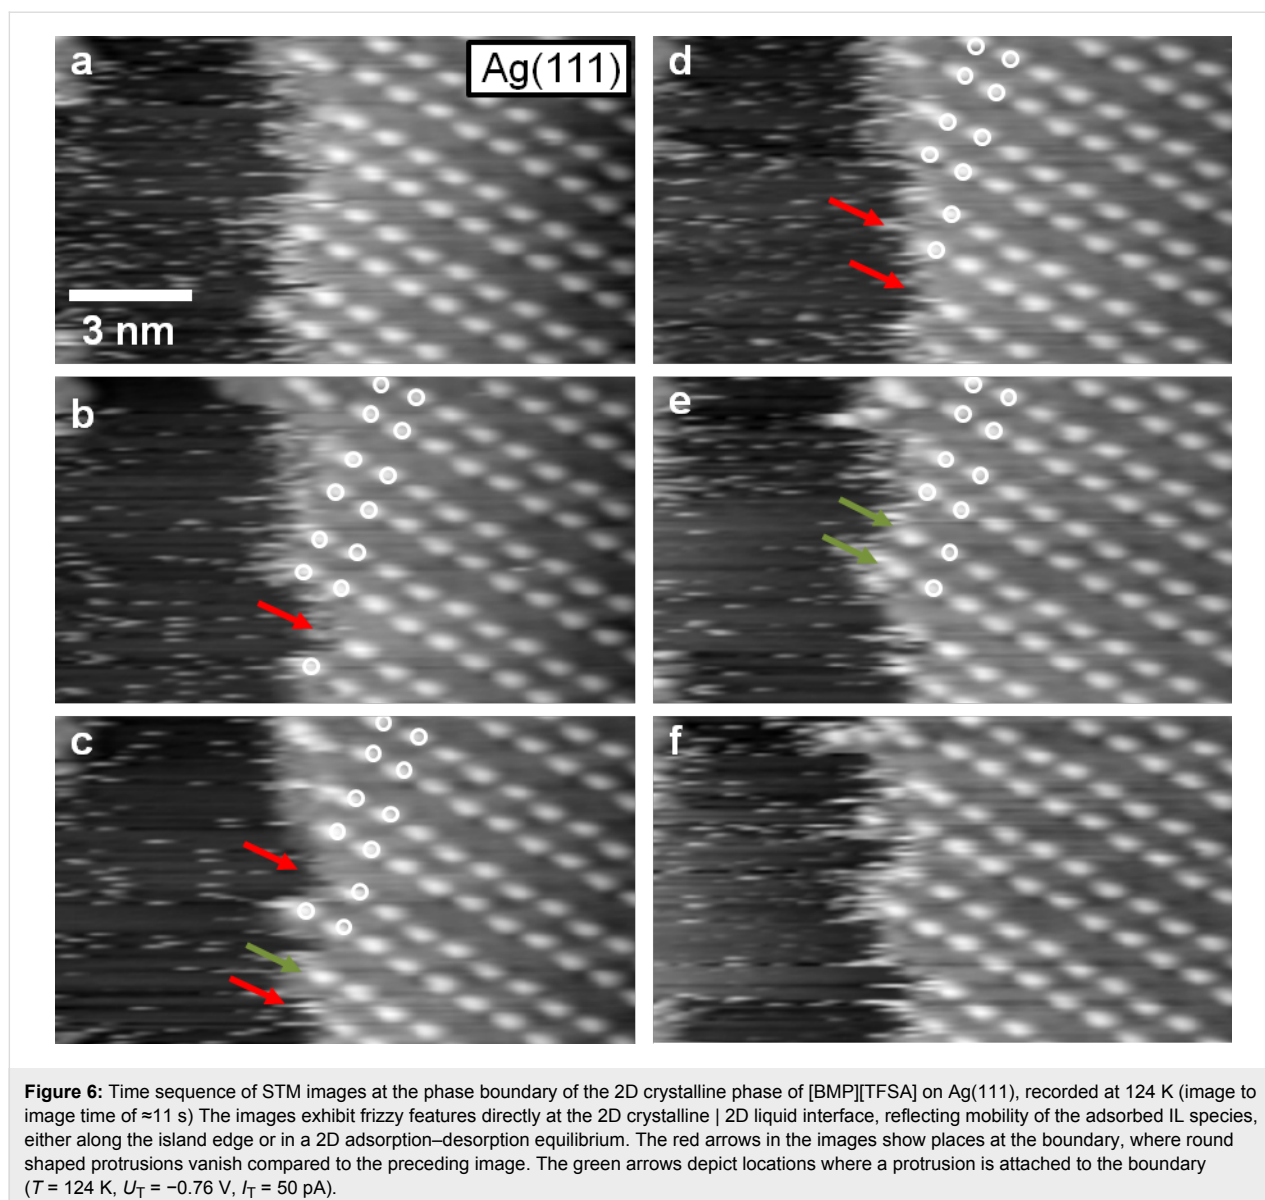 a
Ag(111)
3 nm
b
c
d
e
f
Figure 6: Time sequence of STM images at the phase boundary of the 2D crystalline phase of [BMP][TFSA] on Ag(111), recorded at 124 K (image to
image time of ≈11 s) The images exhibit frizzy features directly at the 2D crystalline | 2D liquid interface, reflecting mobility of the adsorbed IL species,
either along the island edge or in a 2D adsorption–desorption equilibrium. The red arrows in the images show places at the boundary, where round
shaped protrusions vanish compared to the preceding image. The green arrows depict locations where a protrusion is attached to the boundary
(T = 124 K, UT = −0.76 V, IT = 50 pA).